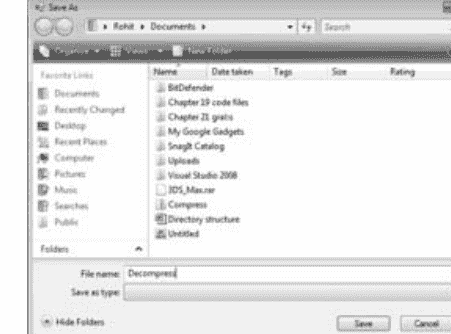 Save As
Rohit ▸ Documents ▸
Search
Organize
Views
New Folder
Favorite Links
Name
Date taken
Tags
Size
Rating
Documents
Recently Changed
Desktop
Recent Places
Computer
Pictures
Music
Searches
Public
BitDefender
Chapter 19 code files
Chapter 21 gratis
My Google Gadgets
SnagIt Catalog
Uploads
Visual Studio 2008
3DS_Max.rar
Compress
Directory structure
Untitled
Folders
File name: Decompress
Save as type:
Hide Folders
Save
Cancel